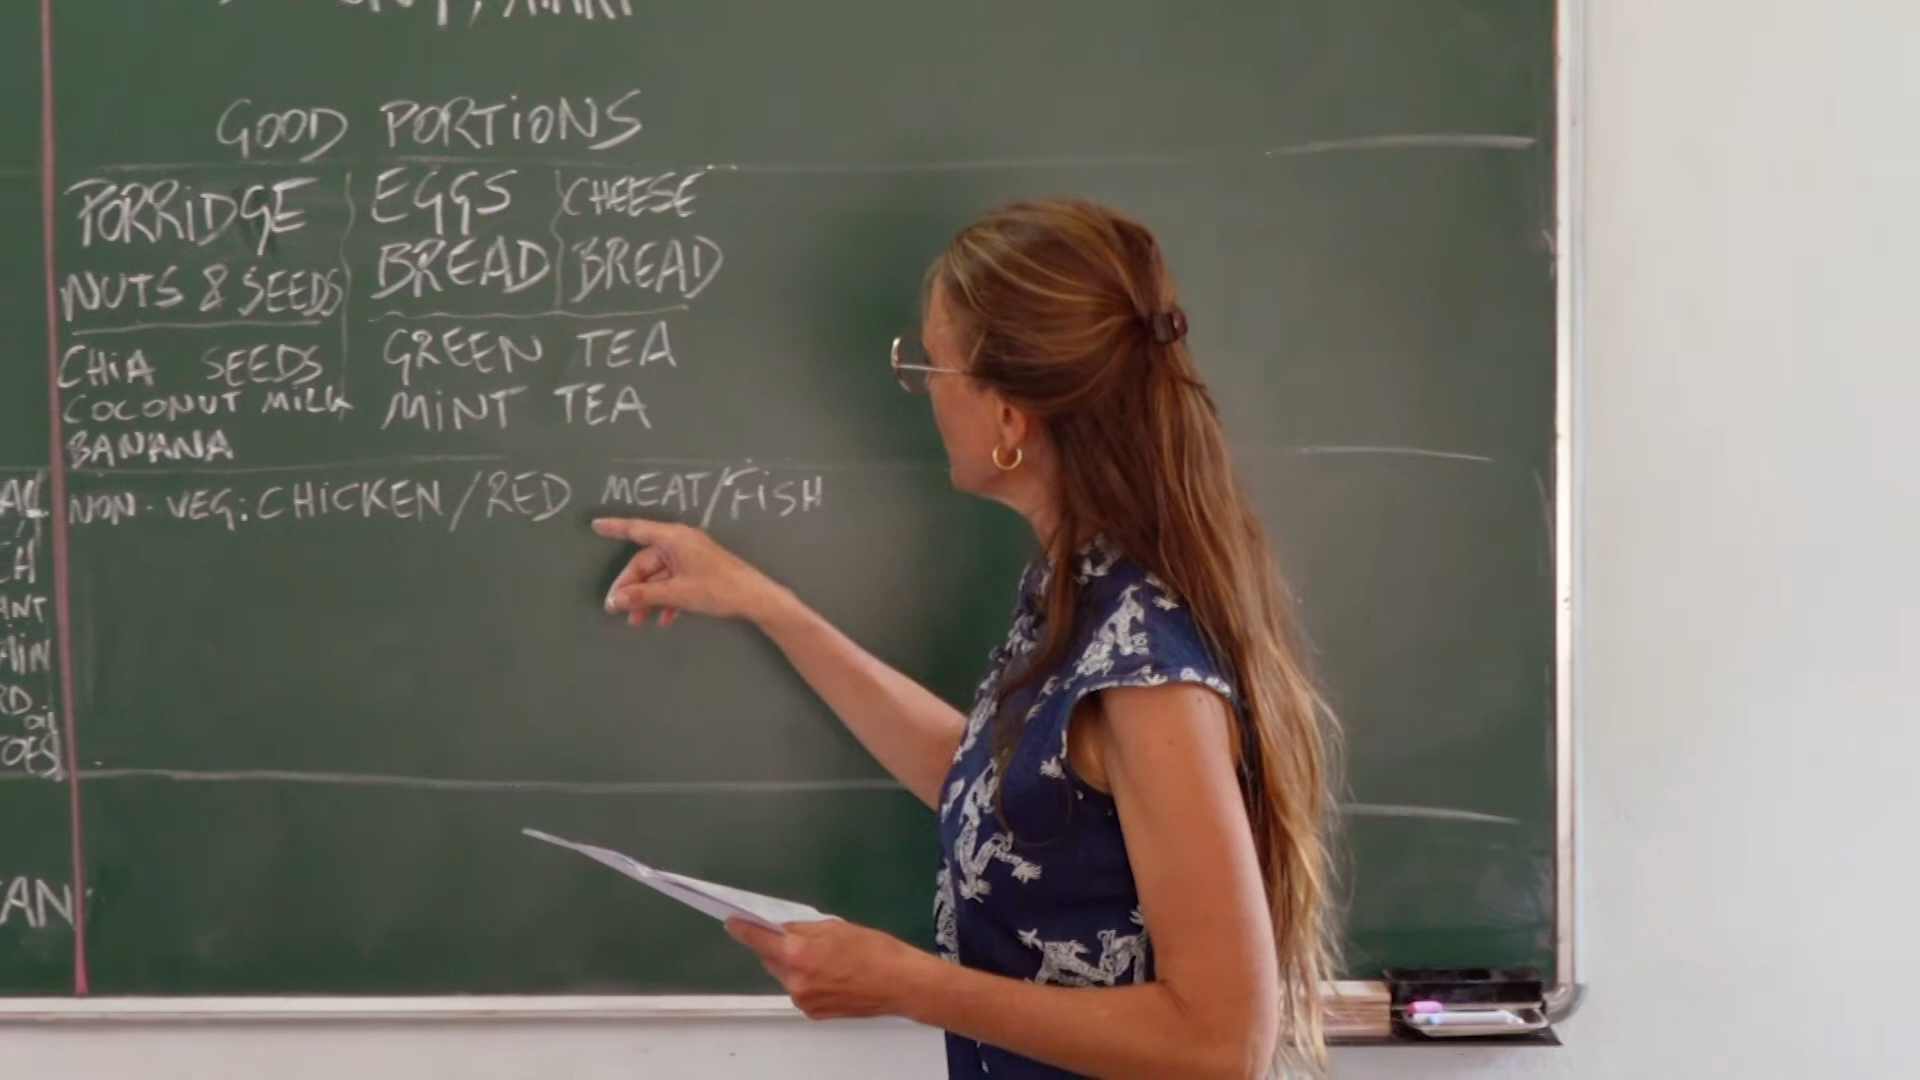 GOOD PORTIONS
PORRIDGE EGGS CHEESE
NUTS & SEEDS BREAD BREAD
CHIA SEEDS GREEN TEA
COCONUT MILK MINT TEA
BANANA
NON-VEG: CHICKEN/RED MEAT/FISH